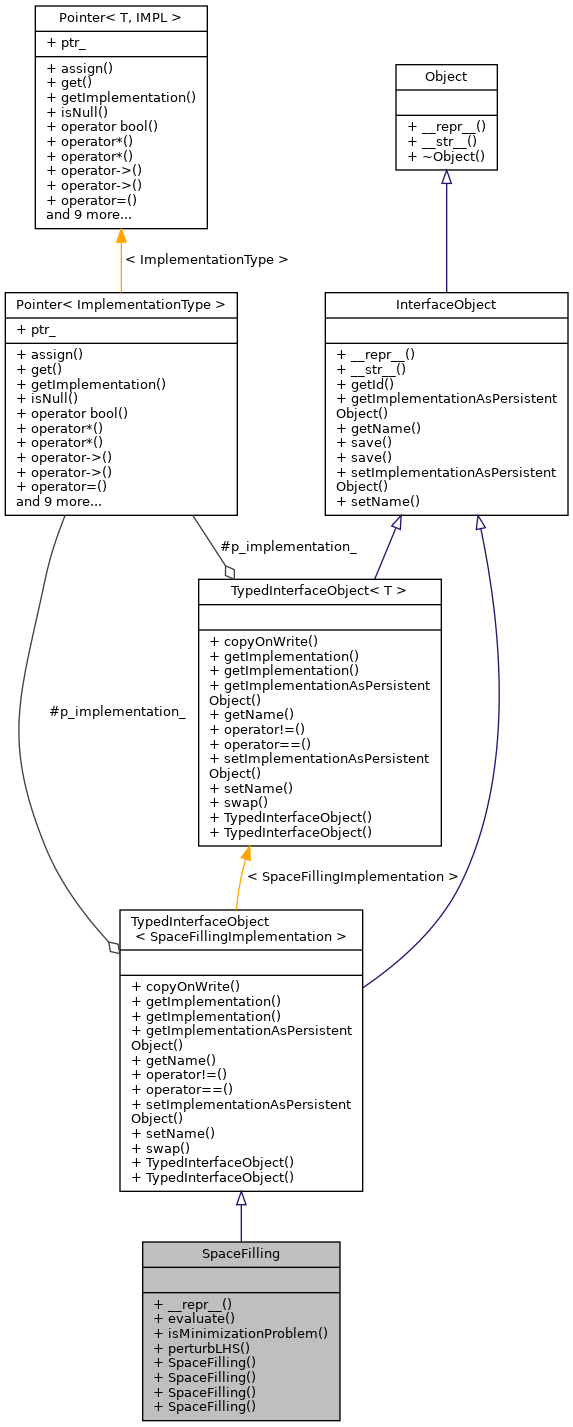 Pointer< T, IMPL >
+ ptr_
+ assign()
+ get()
+ getImplementation()
+ isNull()
+ operator bool()
+ operator*()
+ operator*()
+ operator->()
+ operator->()
+ operator=()
and 9 more...
Object
+ __repr__()
+ __str__()
+ ~Object()
< ImplementationType >
Pointer< ImplementationType >
+ ptr_
+ assign()
+ get()
+ getImplementation()
+ isNull()
+ operator bool()
+ operator*()
+ operator*()
+ operator->()
+ operator->()
+ operator=()
and 9 more...
InterfaceObject
+ __repr__()
+ __str__()
+ getId()
+ getImplementationAsPersistent
Object()
+ getName()
+ save()
+ save()
+ setImplementationAsPersistent
Object()
+ setName()
#p_implementation_
TypedInterfaceObject< T >
+ copyOnWrite()
+ getImplementation()
+ getImplementation()
+ getImplementationAsPersistent
Object()
+ getName()
+ operator!=()
+ operator==()
+ setImplementationAsPersistent
Object()
+ setName()
+ swap()
+ TypedInterfaceObject()
+ TypedInterfaceObject()
#p_implementation_
< SpaceFillingImplementation >
TypedInterfaceObject
< SpaceFillingImplementation >
+ copyOnWrite()
+ getImplementation()
+ getImplementation()
+ getImplementationAsPersistent
Object()
+ getName()
+ operator!=()
+ operator==()
+ setImplementationAsPersistent
Object()
+ setName()
+ swap()
+ TypedInterfaceObject()
+ TypedInterfaceObject()
SpaceFilling
+ __repr__()
+ evaluate()
+ isMinimizationProblem()
+ perturbLHS()
+ SpaceFilling()
+ SpaceFilling()
+ SpaceFilling()
+ SpaceFilling()